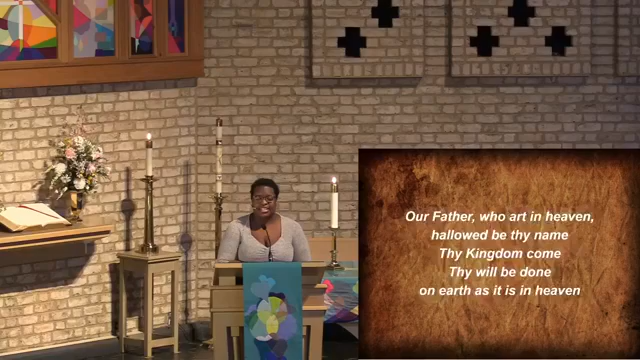 Our Father, who art in heaven,
hallowed be thy name
Thy Kingdom come
Thy will be done
on earth as it is in heaven